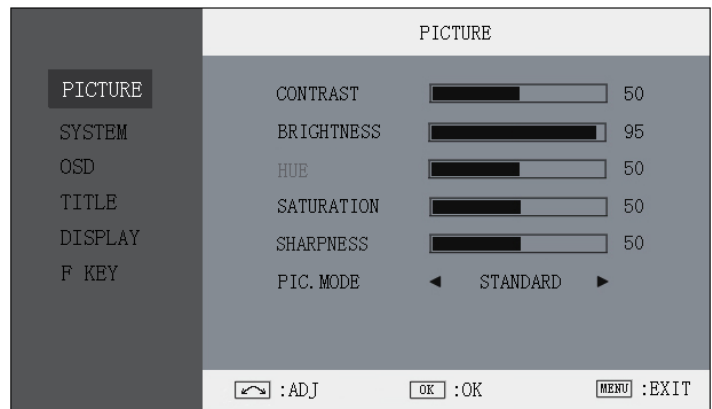 PICTURE
PICTURE
SYSTEM
OSD
TITLE
DISPLAY
F KEY
CONTRAST 50
BRIGHTNESS 95
HUE 50
SATURATION 50
SHARPNESS 50
PIC. MODE ◄ STANDARD ►
:ADJ OK :OK MENU :EXIT